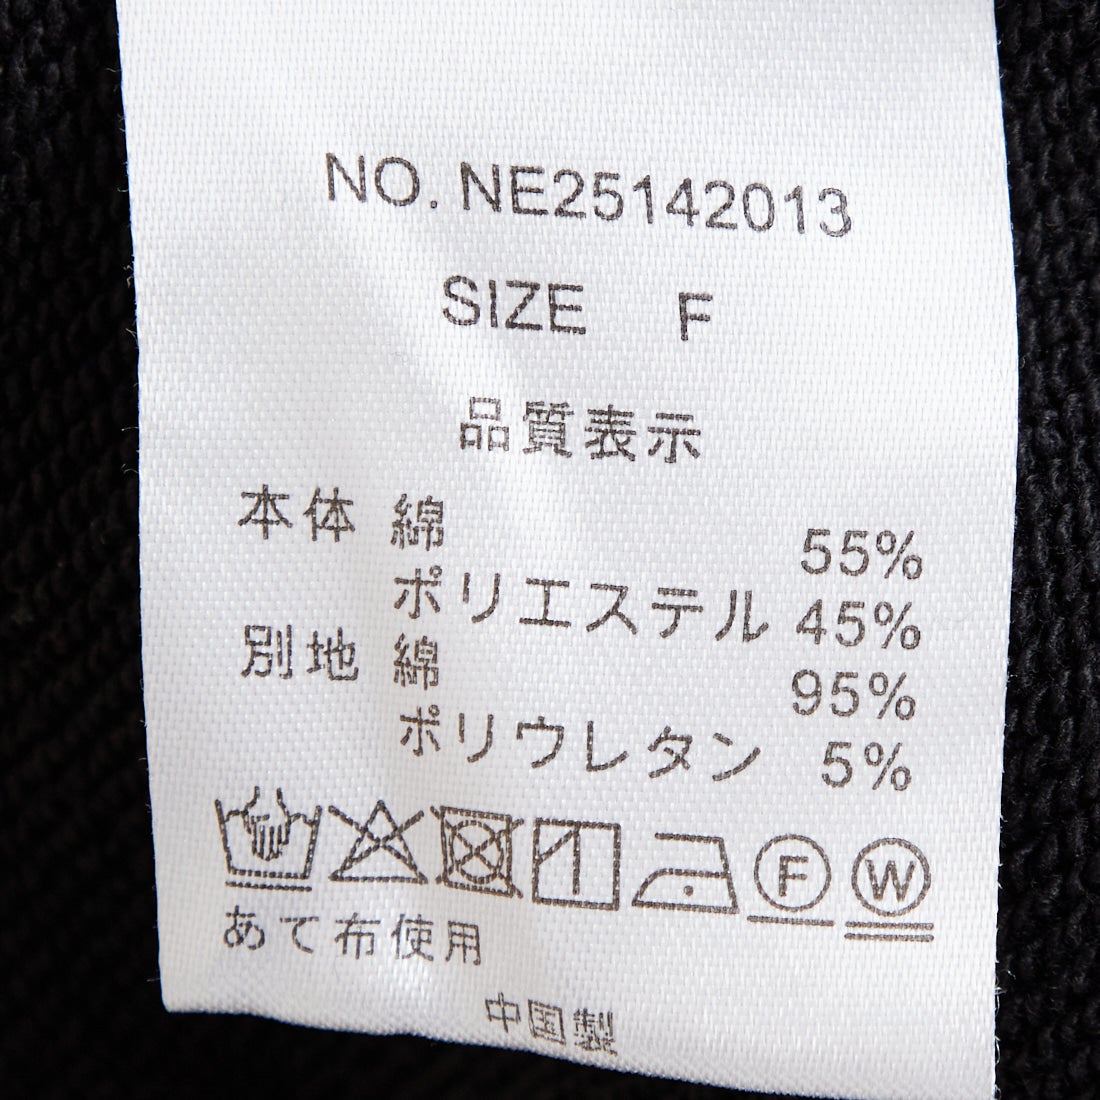 NO. NE25142013
SIZE F
品質表示
本体 綿 55%
ポリエステル 45%
別地 綿 95%
ポリウレタン 5%
F W
あて布使用
中国製